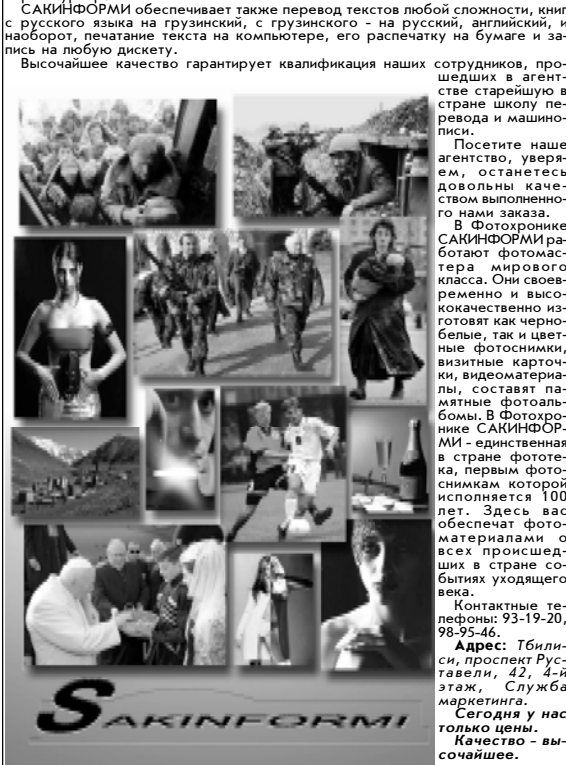 САКИНФОРМИ обеспечивает также перевод текстов любой сложности, книг
с русского языка на грузинский, с грузинского - на русский, английский, и
наоборот, печатание текста на компьютере, его распечатку на бумаге и за-
пись на любую дискету.
Высочайшее качество гарантирует квалификация наших сотрудников, про-
шедших в агент-
стве старейшую в
стране школу пе-
ревода и машино-
писи.
Посетите наше
агентство, уверя-
ем, останетесь
довольны каче-
ством выполненно-
го нами заказа.
В Фотохронике
САКИНФОРМИ ра-
ботают фотомас-
тера мирового
класса. Они своев-
ременно и высо-
кокачественно из-
готовят как черно-
белые, так и цвет-
ные фотоснимки,
визитные карточ-
ки, видеоматериа-
лы, составят па-
мятные фотоаль-
бомы. В Фотохро-
нике САКИНФОР-
МИ - единственная
в стране фототе-
ка, первым фото-
снимкам которой
исполняется 100
лет. Здесь вас
обеспечат фото-
материалами о
всех происшед-
ших в стране со-
бытиях уходящего
века.
Контактные те-
лефоны: 93-19-20,
98-95-46.
Адрес: Тбили-
си, проспект Рус-
тавели, 42, 4-й
этаж, Служба
маркетинга.
Сегодня у нас
только цены.
Качество - вы-
сочайшее.
SAKINFORMI